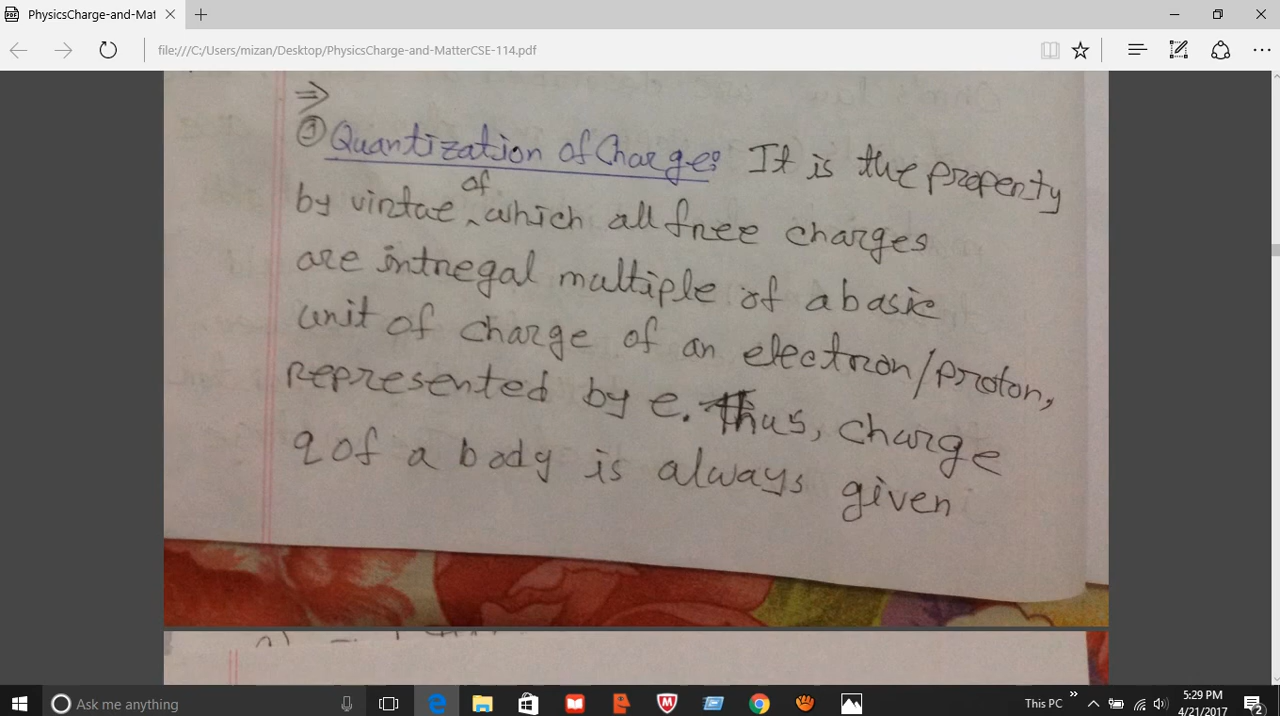 PhysicsCharge-and-Mat
file:///C:/Users/mizan/Desktop/PhysicsCharge-and-MatterCSE-114.pdf
⇒
Quantization of Charge: It is the property
by virtue of which all free charges
are intregal multiple of a basic
unit of charge of an electron/proton,
represented by e. Thus, charge
q of a body is always given
Ask me anything
This PC
5:29 PM
4/21/2017
2